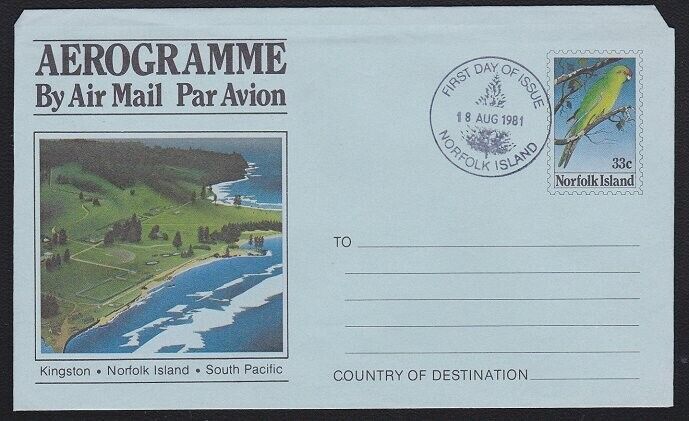 AEROGRAMME
By Air Mail Par Avion
FIRST DAY OF ISSUE
18 AUG 1981
NORFOLK ISLAND
33c
Norfolk Island
TO
COUNTRY OF DESTINATION
Kingston • Norfolk Island • South Pacific